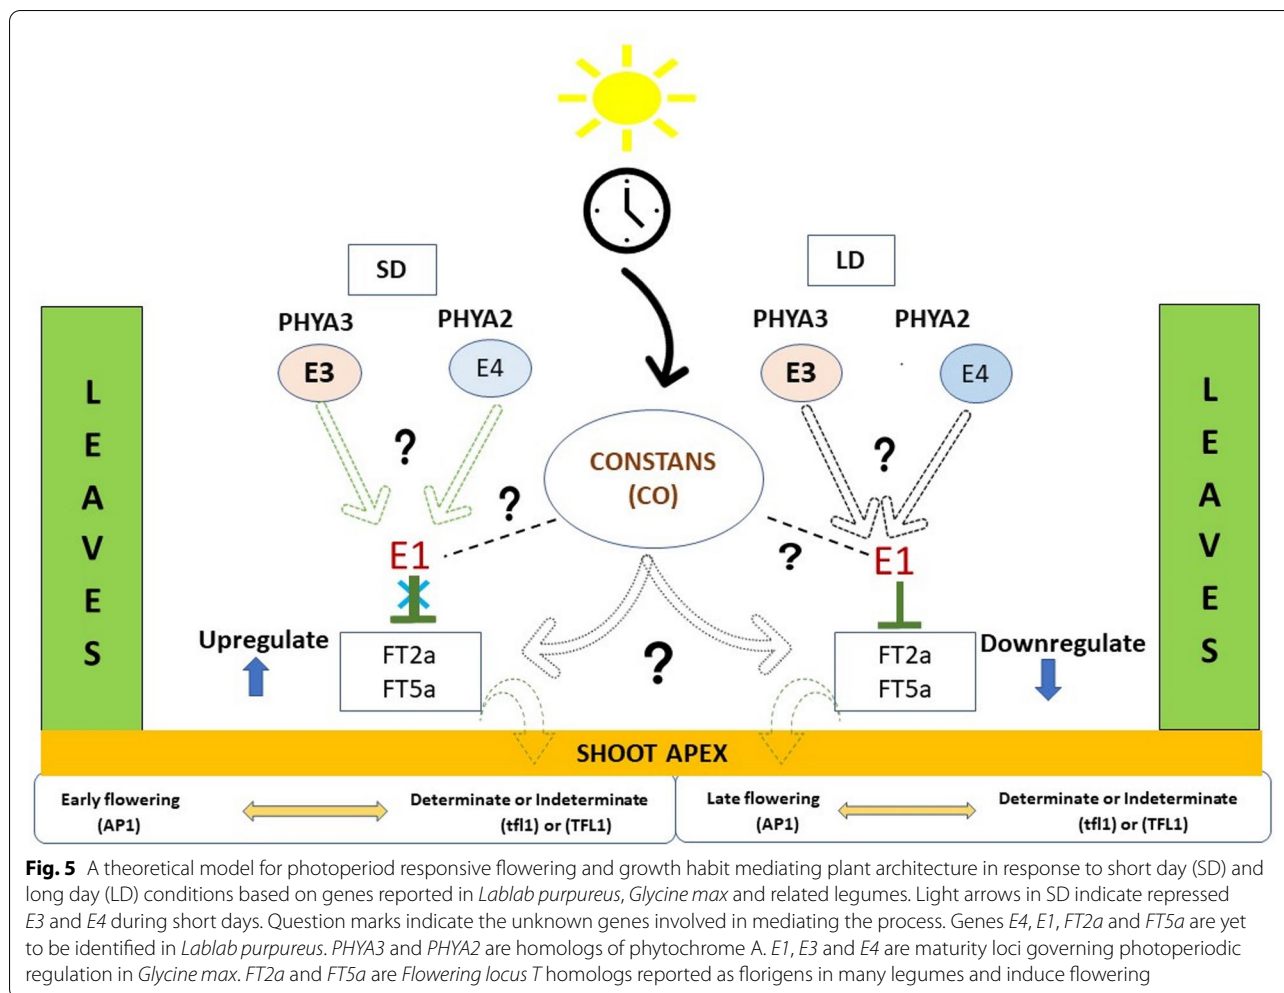 SD
LD
PHYA3
PHYA2
PHYA3
PHYA2
E3
E4
E3
E4
LEAVES
LEAVES
?
?
CONSTANS
(CO)
?
?
E1
E1
Upregulate
FT2a
FT5a
?
FT2a
FT5a
Downregulate
SHOOT APEX
Early flowering
(AP1)
Determinate or Indeterminate
(tfl1) or (TFL1)
Late flowering
(AP1)
Determinate or Indeterminate
(tfl1) or (TFL1)
Fig. 5 A theoretical model for photoperiod responsive flowering and growth habit mediating plant architecture in response to short day (SD) and
long day (LD) conditions based on genes reported in Lablab purpureus, Glycine max and related legumes. Light arrows in SD indicate repressed
E3 and E4 during short days. Question marks indicate the unknown genes involved in mediating the process. Genes E4, E1, FT2a and FT5a are yet
to be identified in Lablab purpureus. PHYA3 and PHYA2 are homologs of phytochrome A. E1, E3 and E4 are maturity loci governing photoperiodic
regulation in Glycine max. FT2a and FT5a are Flowering locus T homologs reported as florigens in many legumes and induce flowering